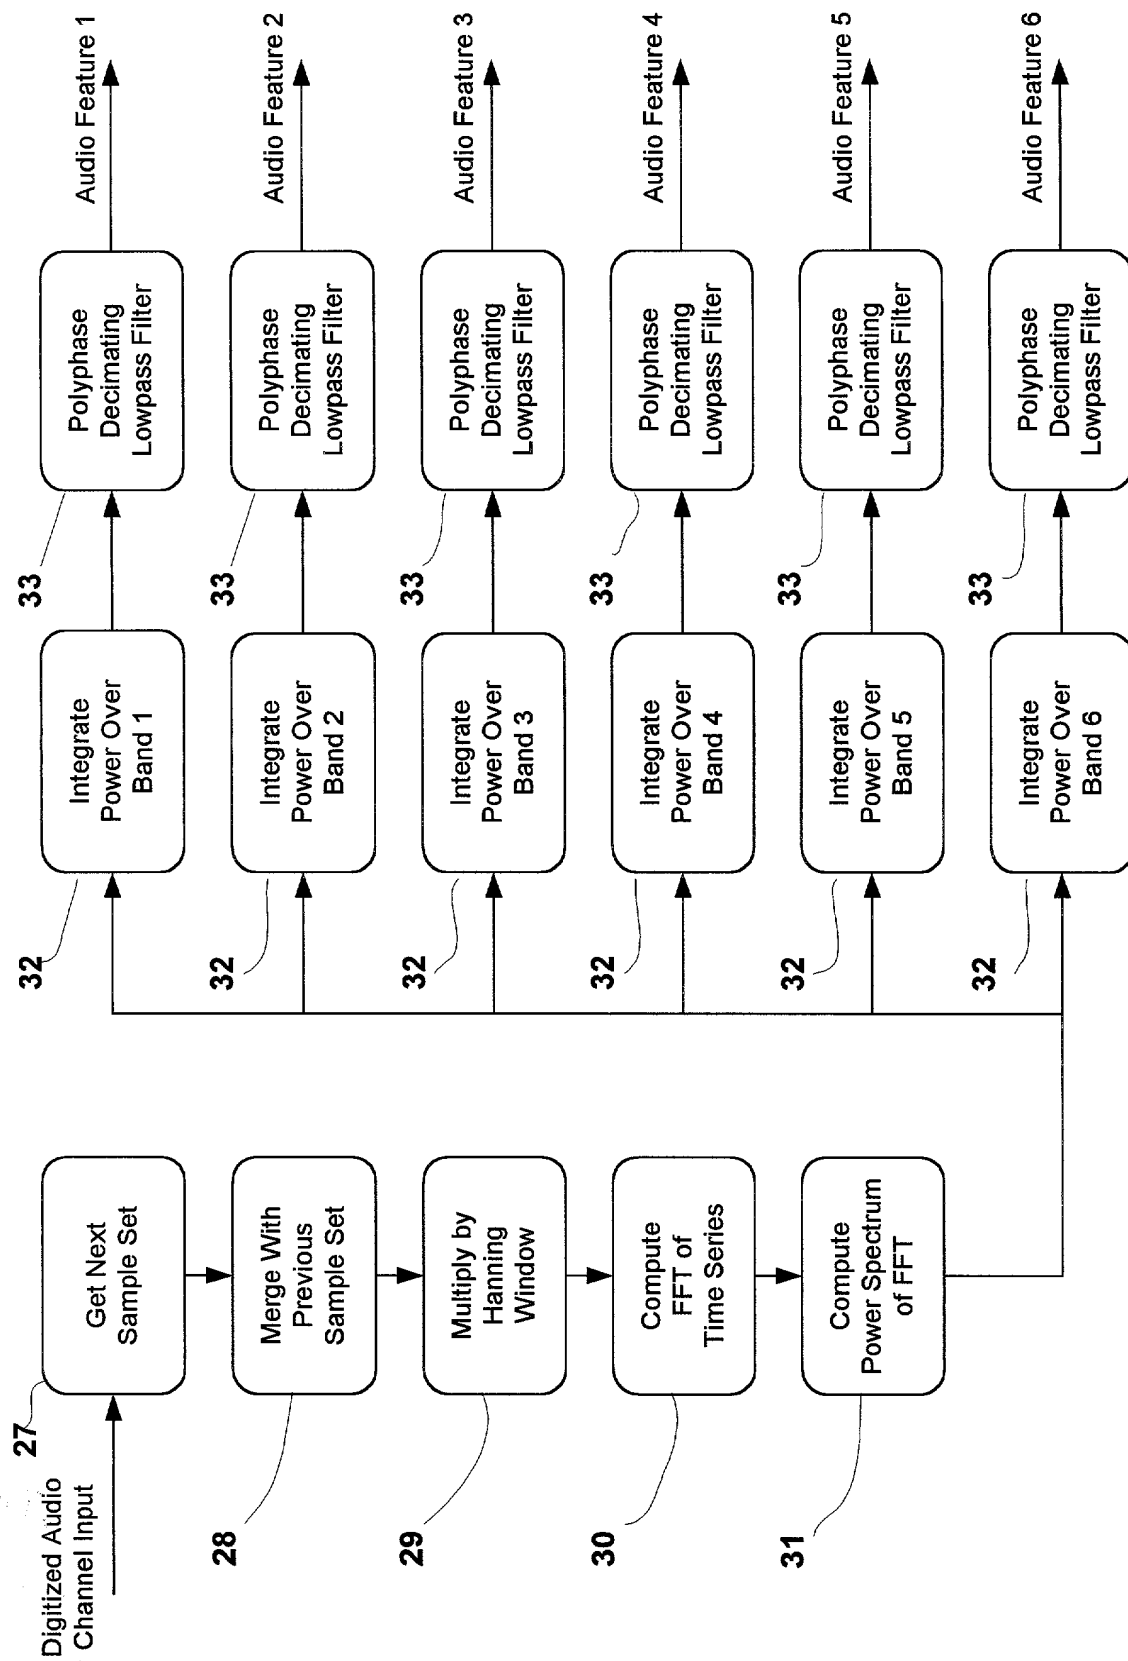 Digitized Audio
Channel Input
27
Get Next
Sample Set
28
Merge With
Previous
Sample Set
29
Multiply by
Hanning
Window
30
Compute
FFT of
Time Series
31
Compute
Power Spectrum
of FFT
32
Integrate
Power Over
Band 1
33
Polyphase
Decimating
Lowpass Filter
Audio Feature 1
32
Integrate
Power Over
Band 2
33
Polyphase
Decimating
Lowpass Filter
Audio Feature 2
32
Integrate
Power Over
Band 3
33
Polyphase
Decimating
Lowpass Filter
Audio Feature 3
32
Integrate
Power Over
Band 4
33
Polyphase
Decimating
Lowpass Filter
Audio Feature 4
32
Integrate
Power Over
Band 5
33
Polyphase
Decimating
Lowpass Filter
Audio Feature 5
32
Integrate
Power Over
Band 6
33
Polyphase
Decimating
Lowpass Filter
Audio Feature 6